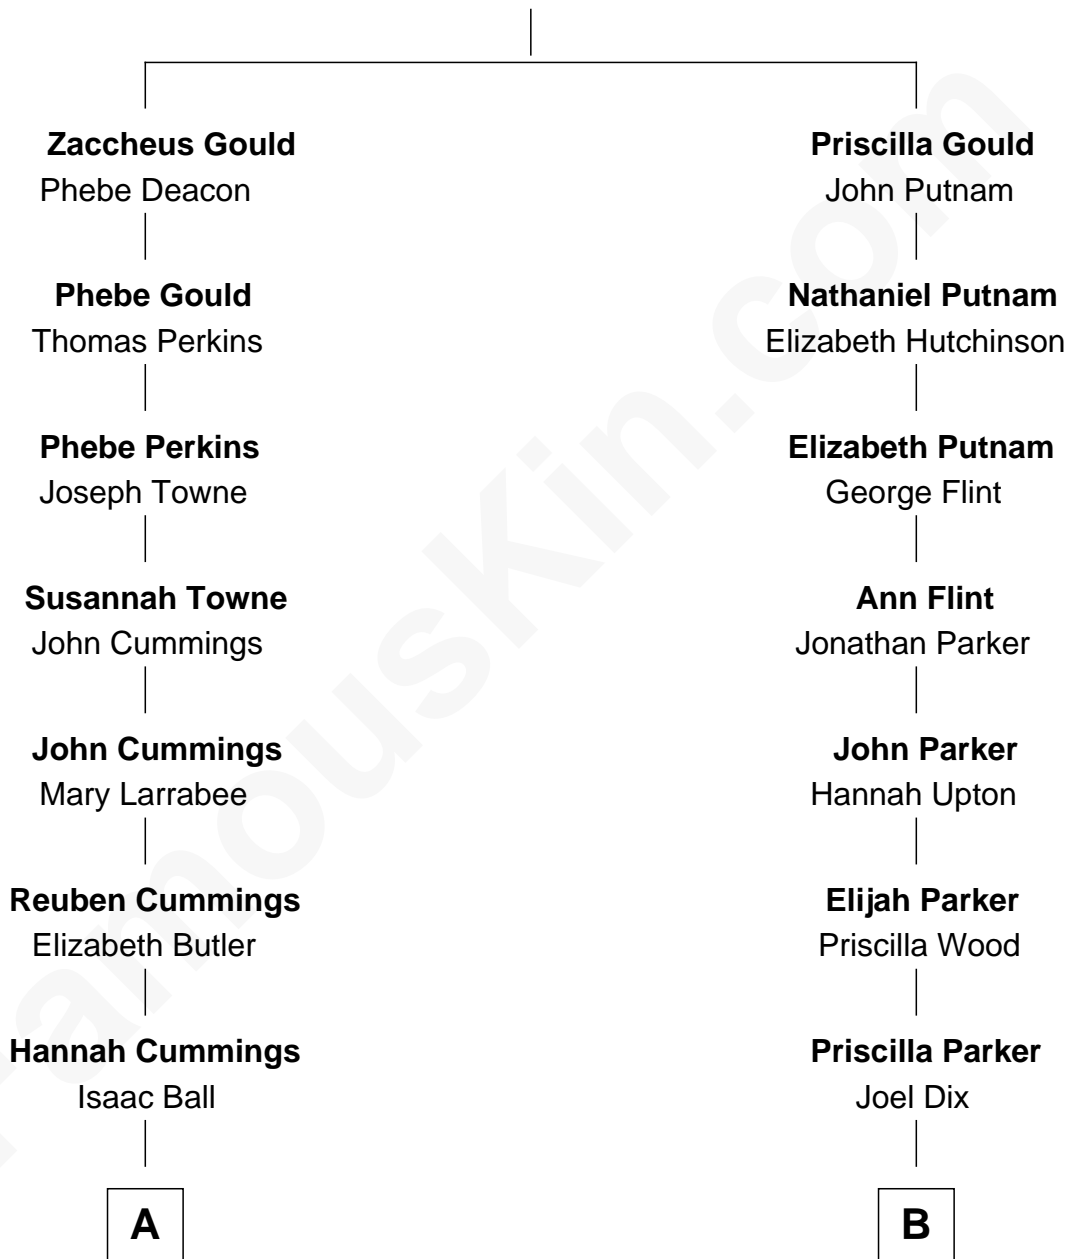 Zaccheus Gould
Phebe Deacon
Phebe Gould
Thomas Perkins
Phebe Perkins
Joseph Towne
Susannah Towne
John Cummings
John Cummings
Mary Larrabee
Reuben Cummings
Elizabeth Butler
Hannah Cummings
Isaac Ball
A
Priscilla Gould
John Putnam
Nathaniel Putnam
Elizabeth Hutchinson
Elizabeth Putnam
George Flint
Ann Flint
Jonathan Parker
John Parker
Hannah Upton
Elijah Parker
Priscilla Wood
Priscilla Parker
Joel Dix
B
FamousKin.com